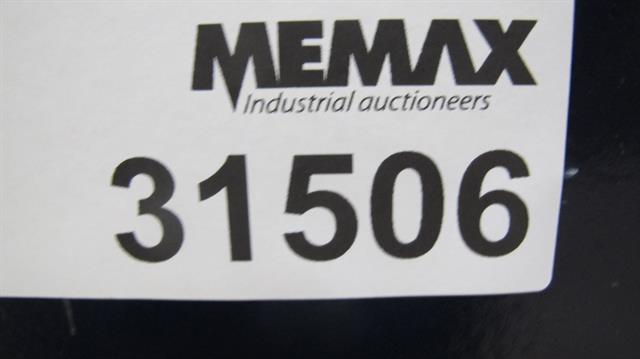 MEMAX
Industrial auctioneers
31506